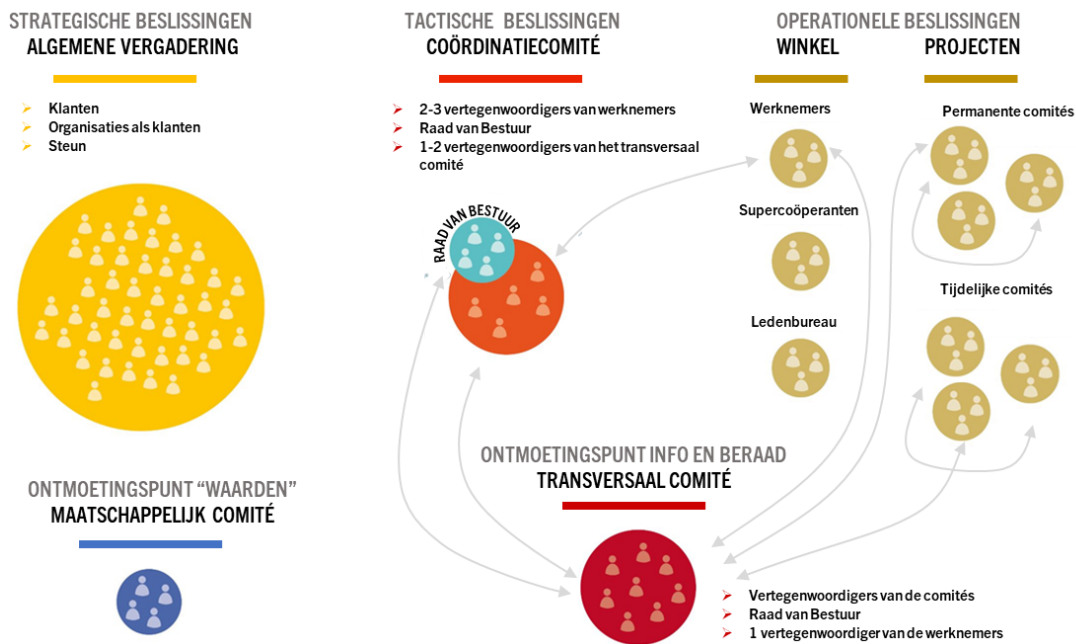 STRATEGISCHE BESLISSINGEN
ALGEMENE VERGADERING
Klanten
Organisaties als klanten
Steun
TACTISCHE BESLISSINGEN
COÖRDINATIECOMITÉ
2-3 vertegenwoordigers van werknemers
Raad van Bestuur
1-2 vertegenwoordigers van het transversaal
comité
RAAD VAN BESTUUR
OPERATIONELE BESLISSINGEN
WINKEL
PROJECTEN
Werknemers
Supercoöperanten
Ledenbureau
Permanente comités
Tijdelijke comités
ONTMOETINGSPUNT "WAARDEN"
MAATSCHAPPELIJK COMITÉ
ONTMOETINGSPUNT INFO EN BERAAD
TRANSVERSAAL COMITÉ
Vertegenwoordigers van de comités
Raad van Bestuur
1 vertegenwoordiger van de werknemers